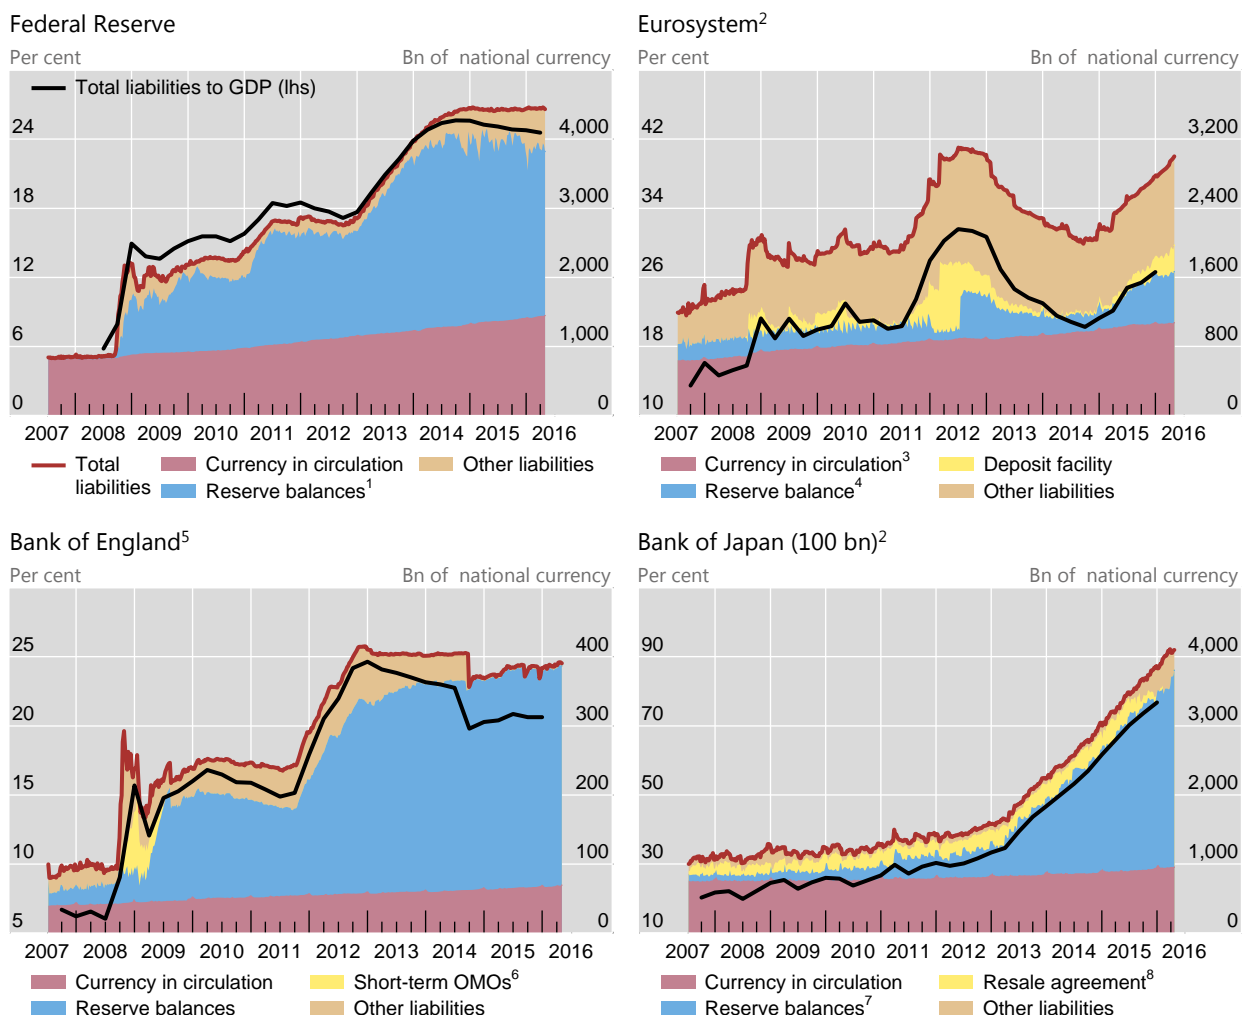 Federal Reserve
Per cent Bn of national currency
Total liabilities to GDP (lhs)
24 4,000
18 3,000
12 2,000
6 1,000
0 0
2007 2008 2009 2010 2011 2012 2013 2014 2015 2016
Total liabilities
Currency in circulation
Other liabilities
Reserve balances¹
Eurosystem²
Per cent Bn of national currency
42 3,200
34 2,400
26 1,600
18 800
10 0
2007 2008 2009 2010 2011 2012 2013 2014 2015 2016
Currency in circulation³
Deposit facility
Reserve balance⁴
Other liabilities
Bank of England⁵
Per cent Bn of national currency
25 400
20 300
15 200
10 100
5 0
2007 2008 2009 2010 2011 2012 2013 2014 2015 2016
Currency in circulation
Short-term OMOs⁶
Reserve balances
Other liabilities
Bank of Japan (100 bn)²
Per cent Bn of national currency
90 4,000
70 3,000
50 2,000
30 1,000
10 0
2007 2008 2009 2010 2011 2012 2013 2014 2015 2016
Currency in circulation
Resale agreement⁸
Reserve balances⁷
Other liabilities